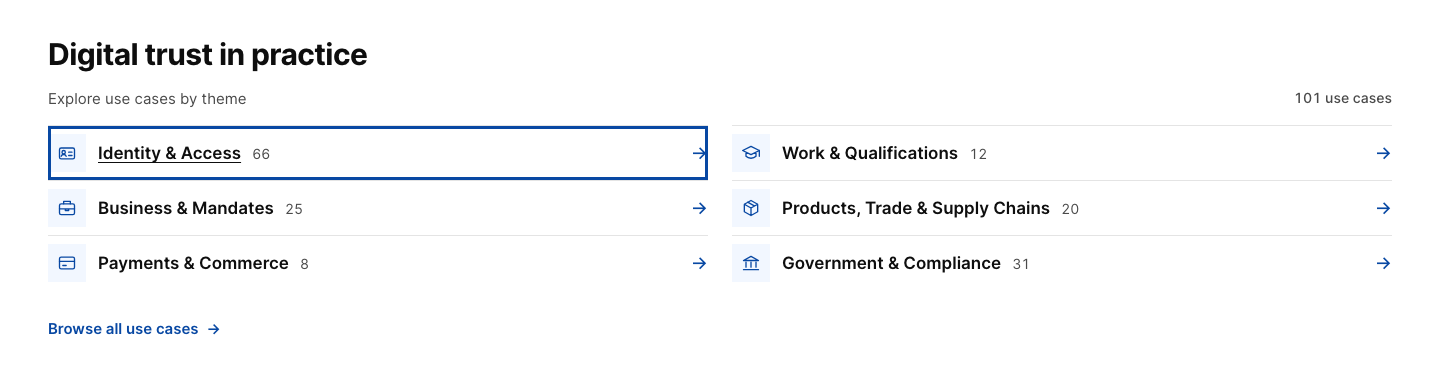 Digital trust in practice
Explore use cases by theme
101 use cases
Identity & Access 66
Work & Qualifications 12
Business & Mandates 25
Products, Trade & Supply Chains 20
Payments & Commerce 8
Government & Compliance 31
Browse all use cases →